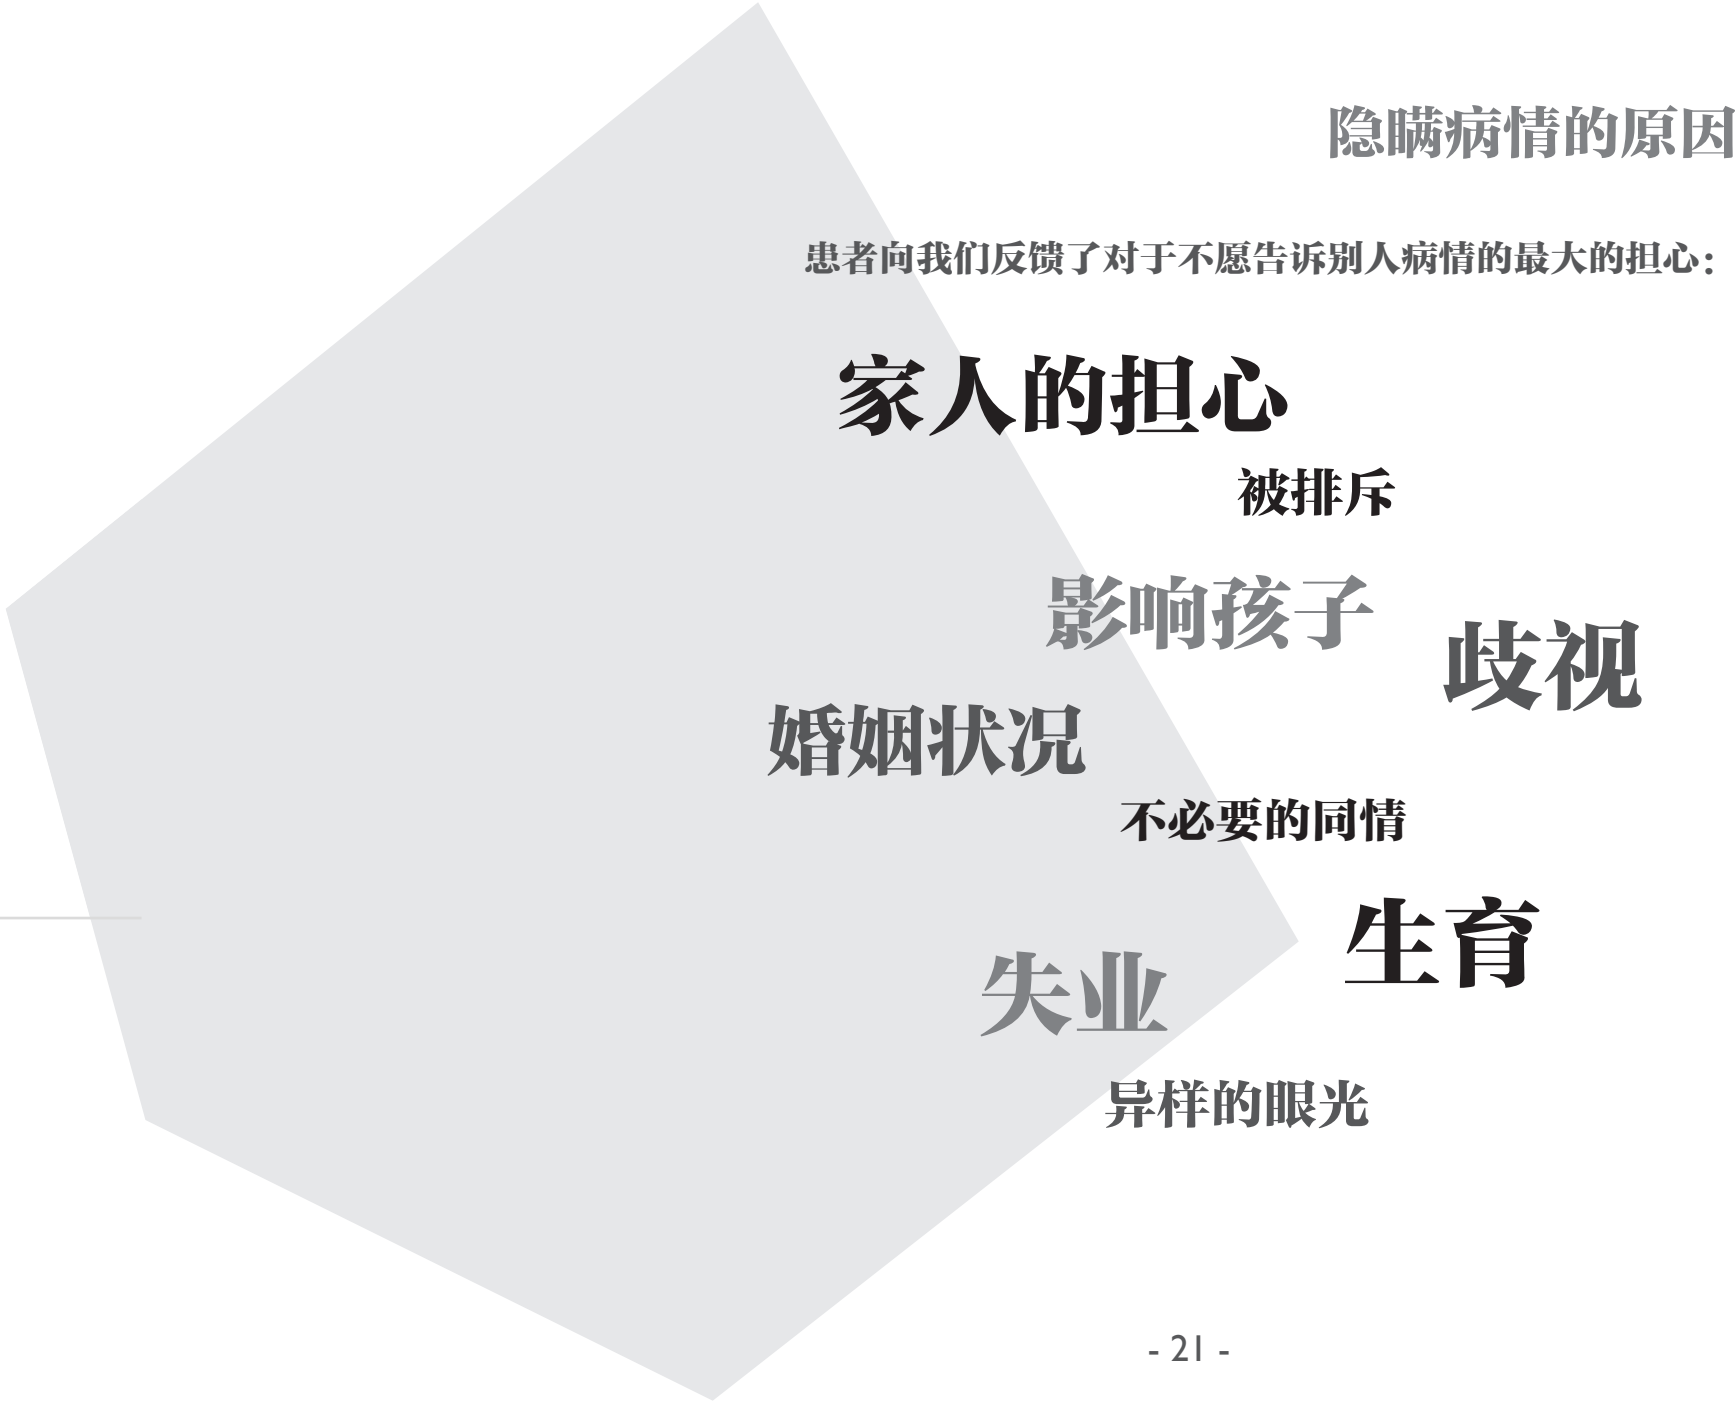 隐瞒病情的原因
患者向我们反馈了对于不愿告诉别人病情的最大的担心：
家人的担心
被排斥
影响孩子
歧视
婚姻状况
不必要的同情
生育
失业
异样的眼光
- 21 -